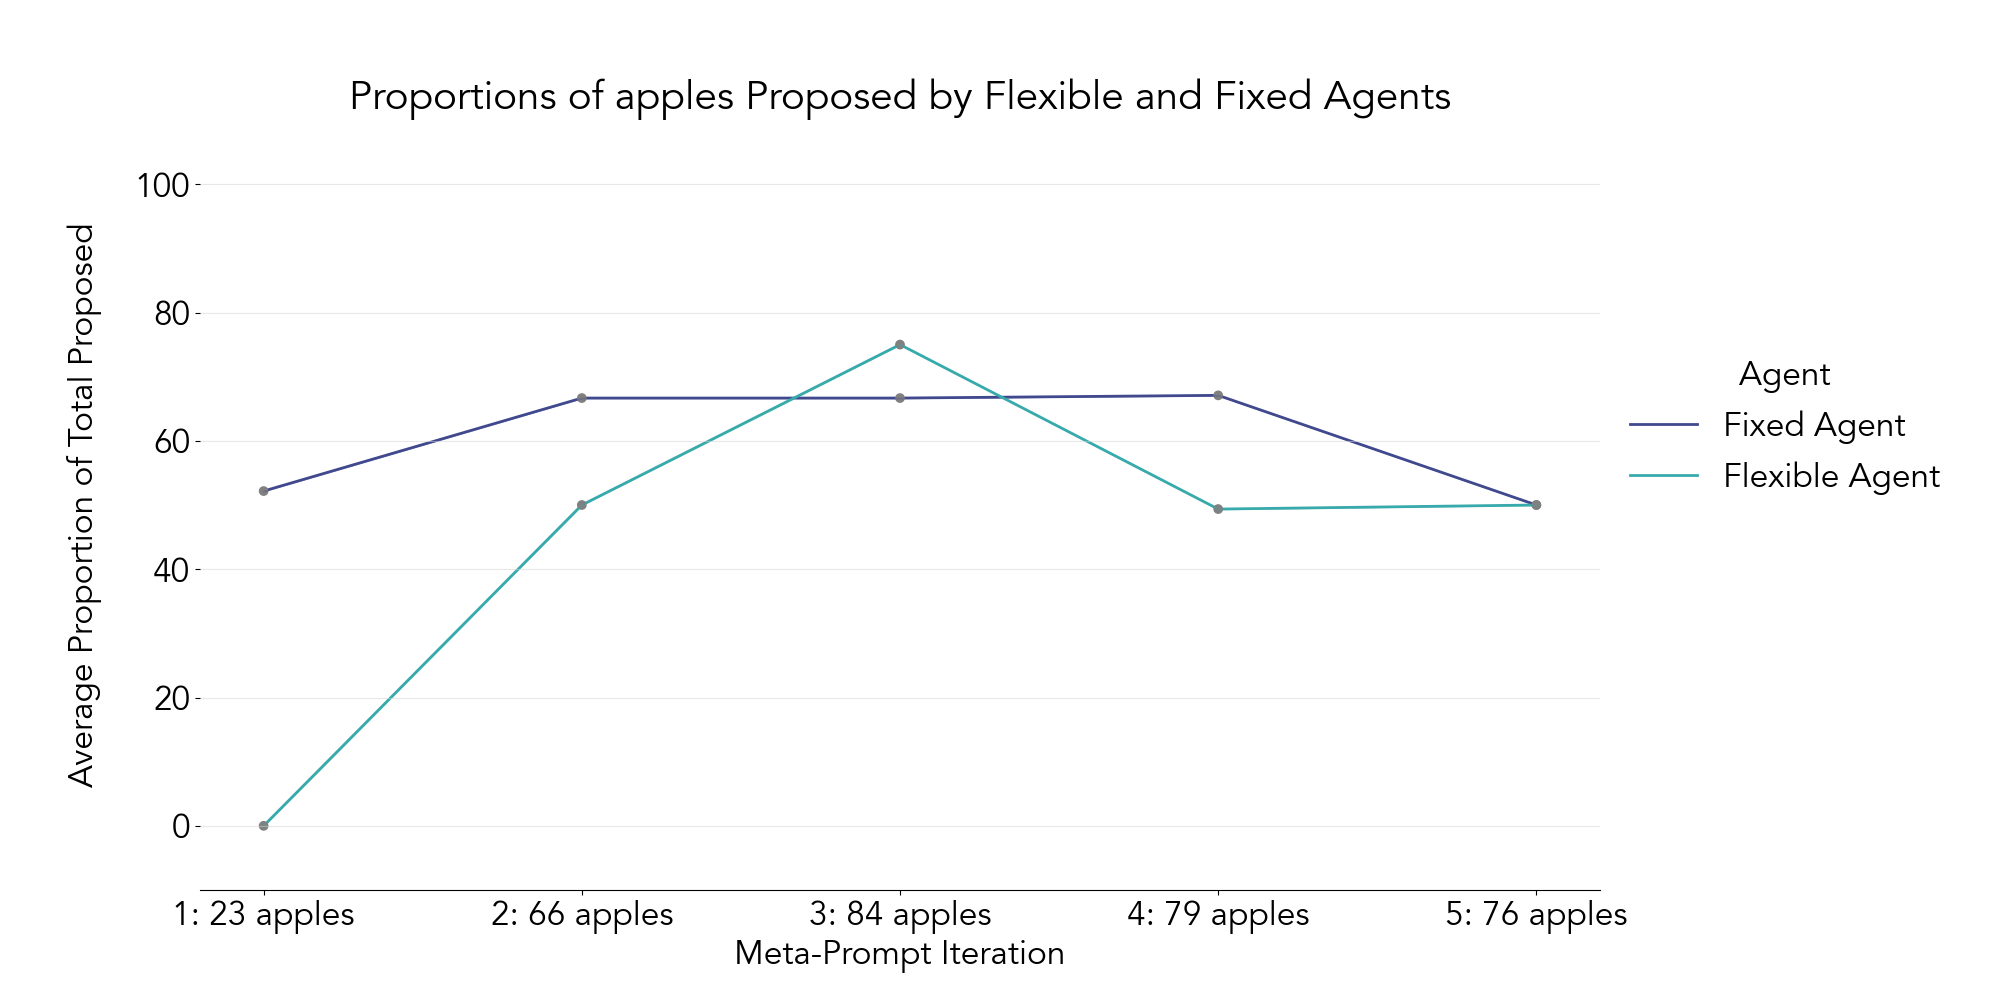 Proportions of apples Proposed by Flexible and Fixed Agents
Average Proportion of Total Proposed
100
80
60
40
20
0
1: 23 apples
2: 66 apples
3: 84 apples
4: 79 apples
5: 76 apples
Meta-Prompt Iteration
Agent
Fixed Agent
Flexible Agent